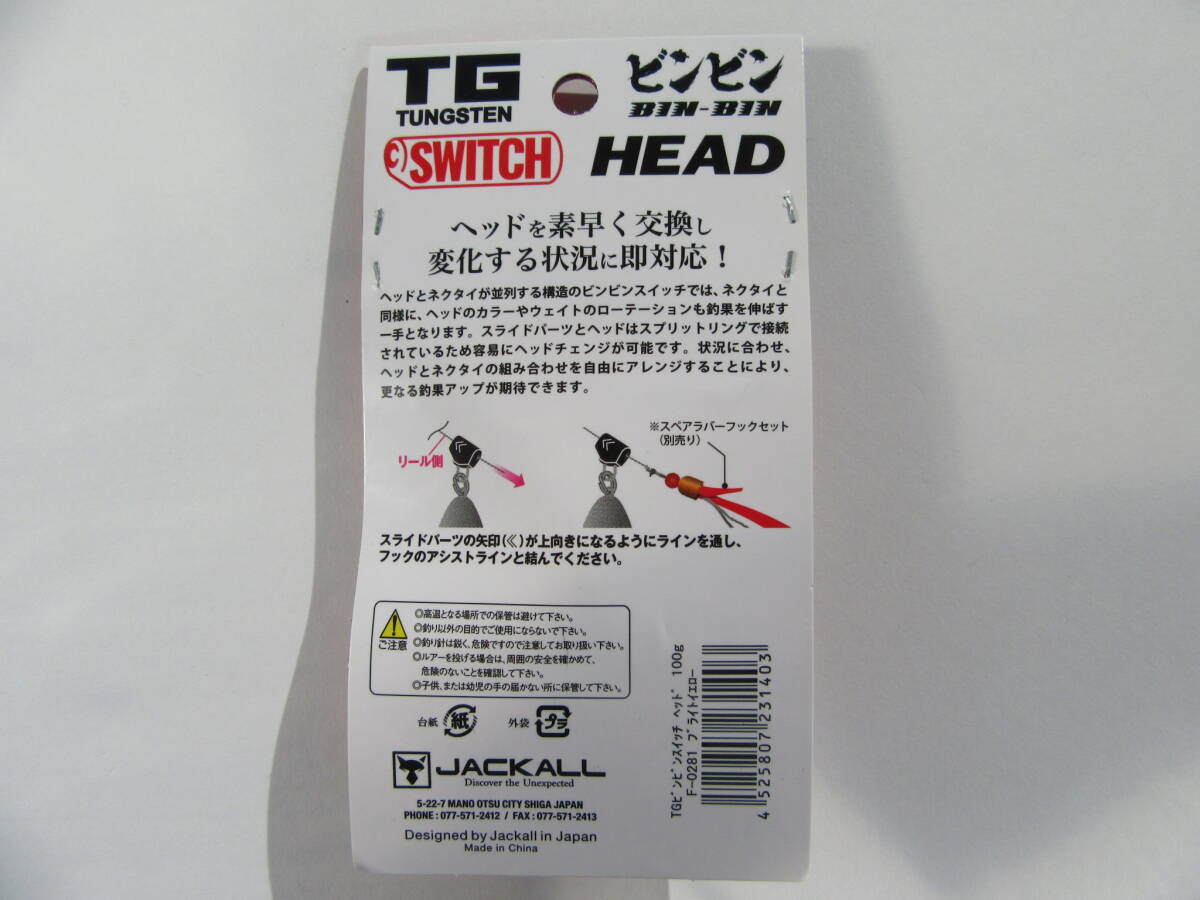 TG
TUNGSTEN
ビンビン
BIN-BIN
SWITCH
HEAD
ヘッドを素早く交換し
変化する状況に即対応！
ヘッドとネクタイが並列する構造のビンビンスイッチでは、ネクタイと
同様に、ヘッドのカラーやウェイトのローテーションも釣果を伸ばす
一手となります。スライドパーツとヘッドはスプリットリングで接続
されているため容易にヘッドチェンジが可能です。状況に合わせ、
ヘッドとネクタイの組み合わせを自由にアレンジすることにより、
更なる釣果アップが期待できます。
リール側
※スペアラバーフックセット
（別売り）
スライドパーツの矢印(≪)が上向きになるようにラインを通し、
フックのアシストラインと結んでください。
ご注意
◎高温となる場所での保管は避けて下さい。
◎釣り以外の目的でご使用にならないで下さい。
◎釣り針は鋭く、危険ですので注意してお取り扱い下さい。
◎ルアーを投げる場合は、周囲の安全を確かめて、
危険のないことを確認して下さい。
◎子供、または幼児の手の届かない所に保管して下さい。
台紙 紙 外袋 プラ
JACKALL
Discover the Unexpected
5-22-7 MANO OTSU CITY SHIGA JAPAN
PHONE : 077-571-2412 / FAX : 077-571-2413
Designed by Jackall in Japan
Made in China
TGﾋﾞﾝﾋﾞﾝｽｲｯﾁ ﾍｯﾄﾞ 100g
F-0281 ﾌﾞﾗｲﾄｲｴﾛｰ
4 525807 231403